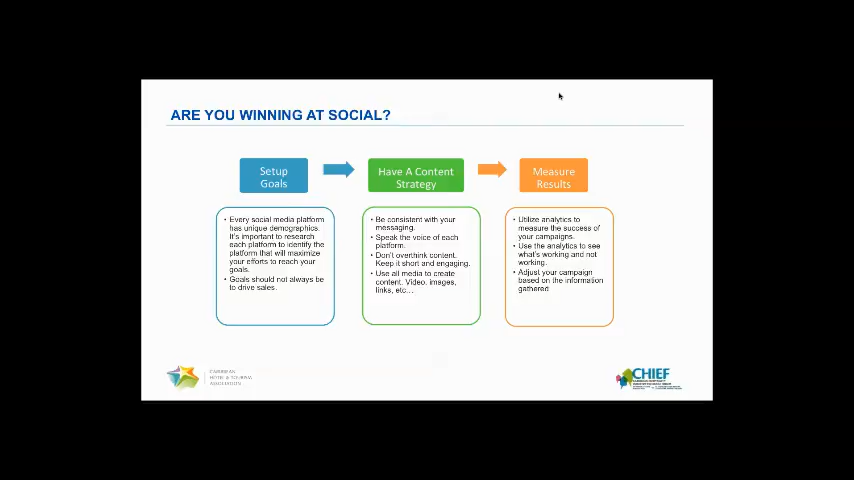 ARE YOU WINNING AT SOCIAL?
Setup
Goals
Have A Content
Strategy
Measure
Results
• Every social media platform
has unique demographics.
It's important to research
each platform to identify the
platform that will maximize
your efforts to reach your
goals.
• Goals should not always be
to drive sales.
• Be consistent with your
messaging.
• Speak the voice of each
platform.
• Don't overthink content.
Keep it short and engaging.
• Use all media to create
content. Video, images,
links, etc...
• Utilize analytics to
measure the success of
your campaigns.
• Use the analytics to see
what's working and not
working.
• Adjust your campaign
based on the information
gathered
CARIBBEAN
HOTEL & TOURISM
ASSOCIATION
CHIEF